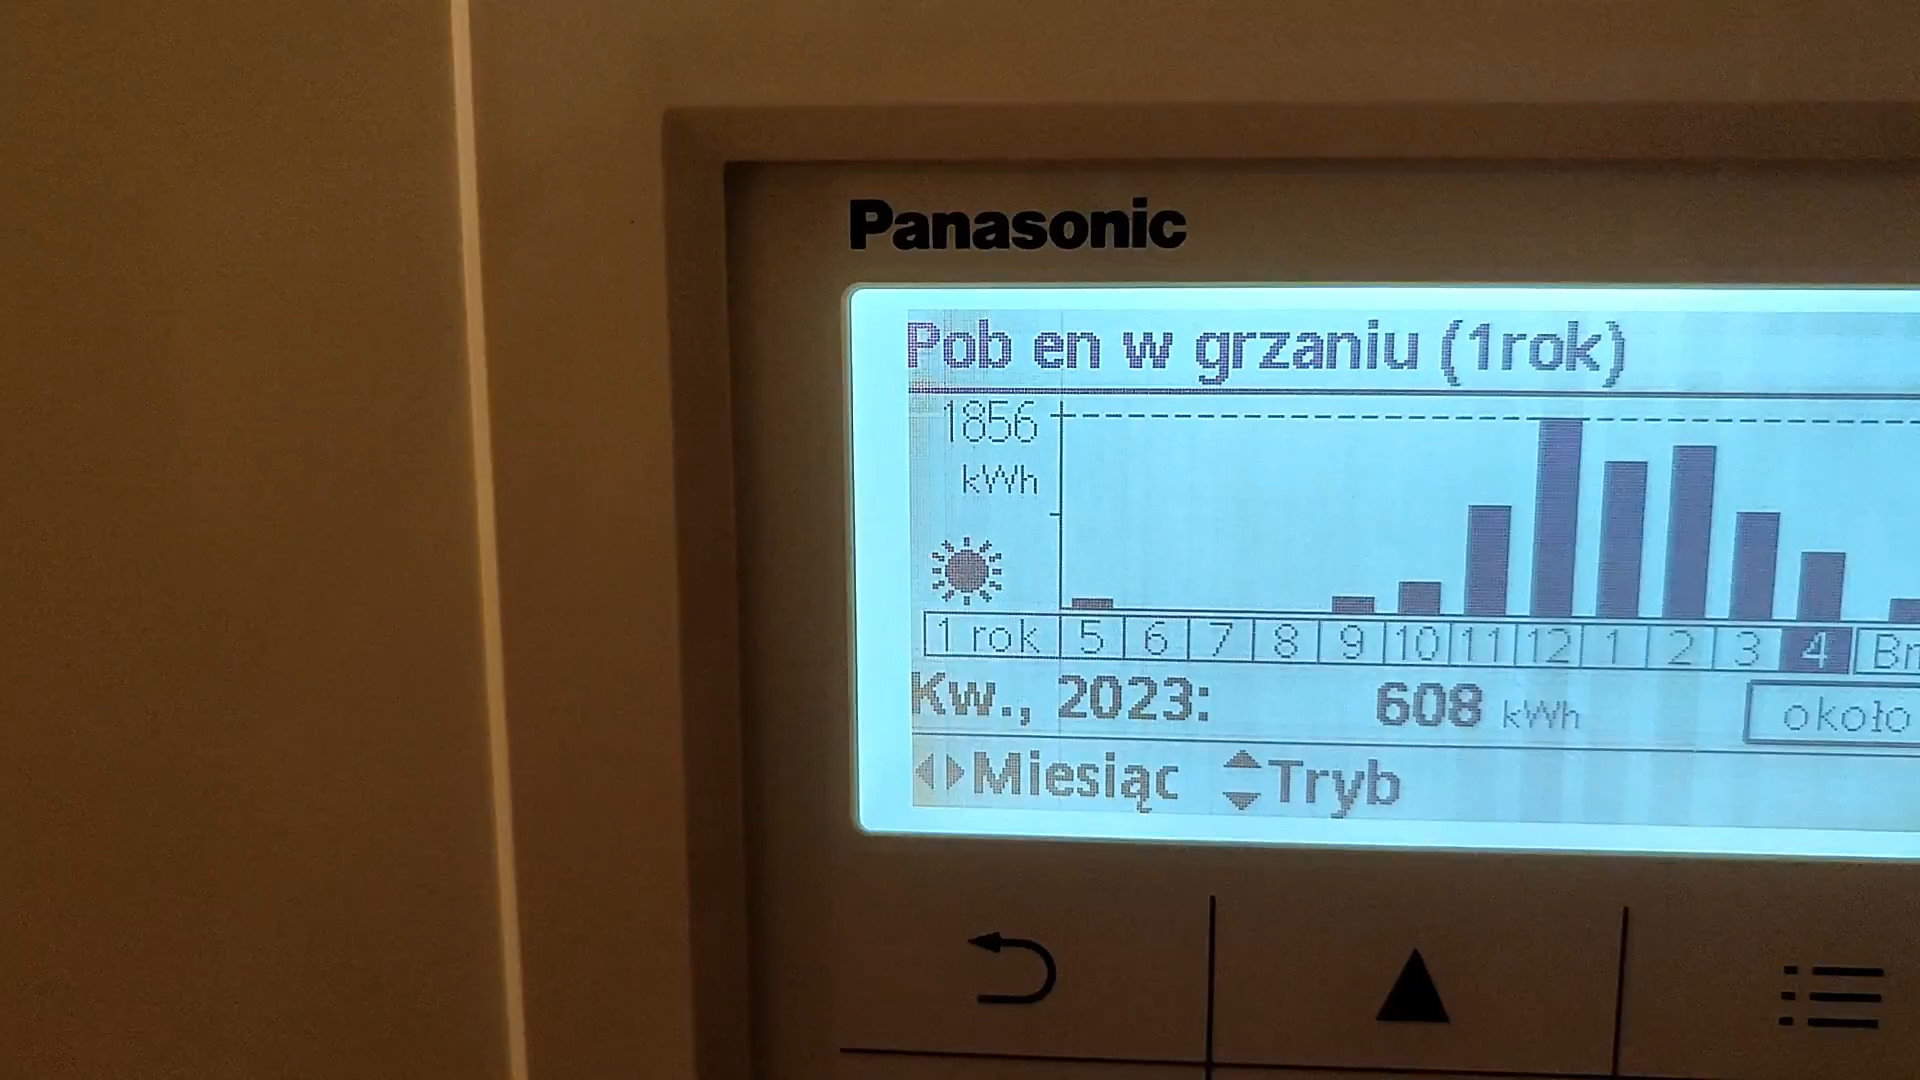 Panasonic
Pob en w grzaniu (1rok)
1856
kWh
1 rok 5 6 7 8 9 10 11 12 1 2 3 4
Kw., 2023: 608 kWh około
Miesiąc Tryb